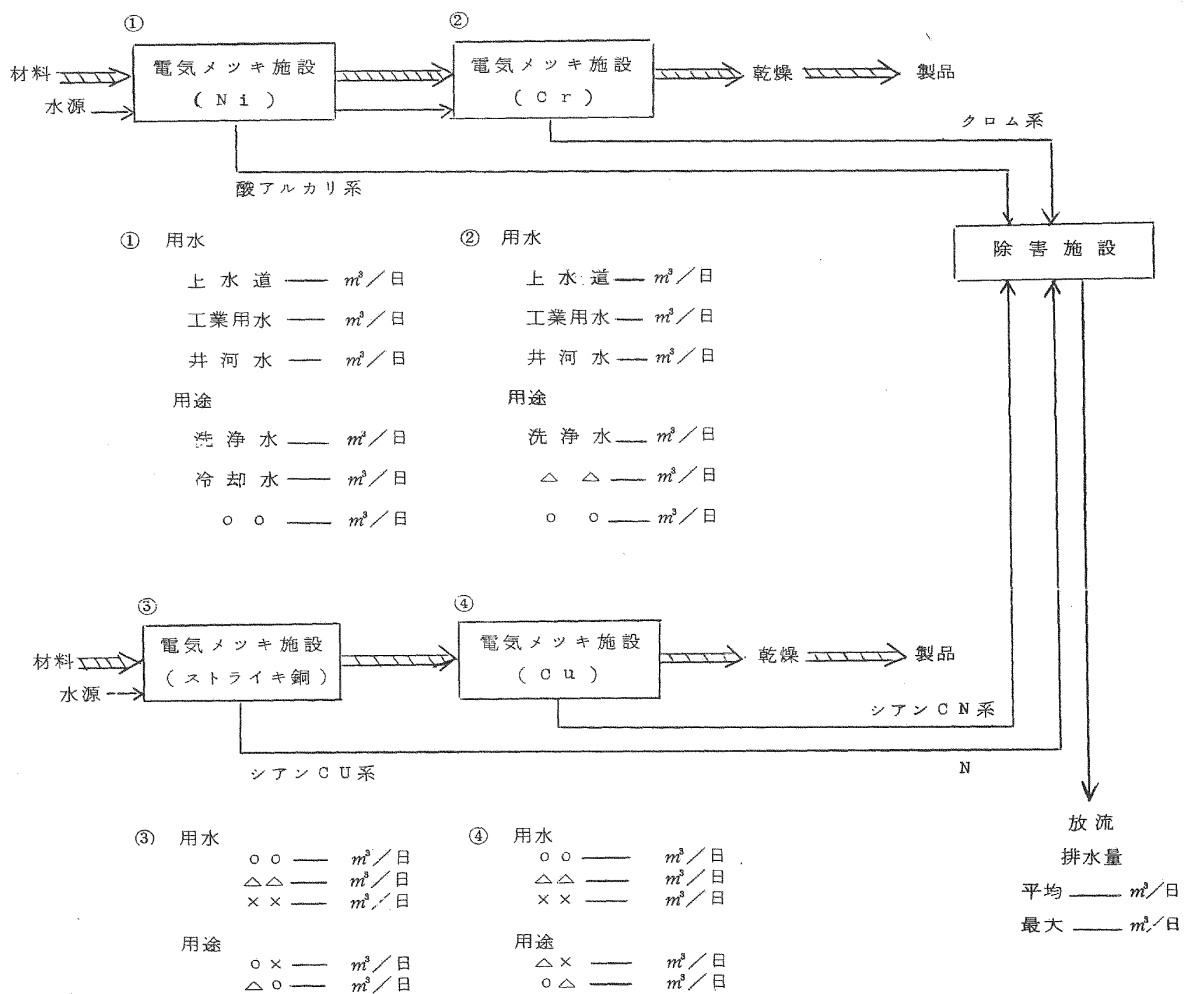 ① ②
材料 電気メツキ施設 電気メツキ施設 乾燥 製品
水源 (Ni) (Cr)
クロム系
酸アルカリ系
除害施設
① 用水 ② 用水
上水道 — m³/日 上水道 — m³/日
工業用水 — m³/日 工業用水 — m³/日
井河水 — m³/日 井河水 — m³/日
用途 用途
洗浄水 — m³/日 洗浄水 — m³/日
冷却水 — m³/日 △ △ — m³/日
○ ○ — m³/日 ○ ○ — m³/日
③ ④
材料 電気メツキ施設 電気メツキ施設 乾燥 製品
水源 (ストライキ銅) (Cu)
シアンCN系
シアンCU系 N
放流
排水量
平均 — m³/日
最大 — m³/日
③ 用水 ④ 用水
○○ — m³/日 ○○ — m³/日
△△ — m³/日 △△ — m³/日
×× — m³/日 ×× — m³/日
用途 用途
○× — m³/日 △× — m³/日
△○ — m³/日 ○△ — m³/日